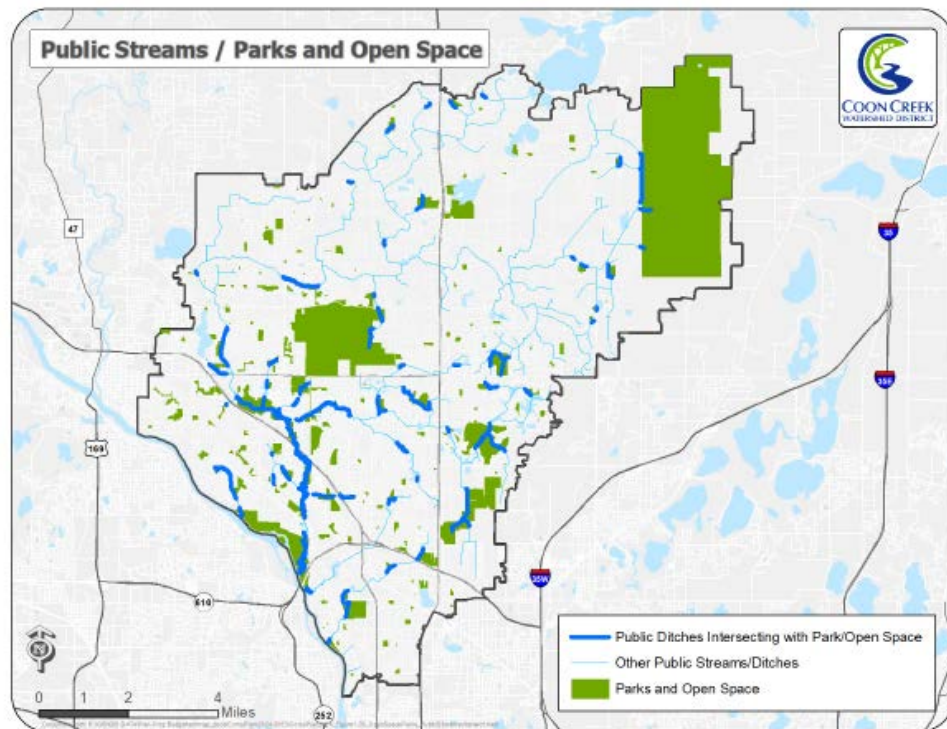 Public Streams / Parks and Open Space
COON CREEK
WATERSHED DISTRICT
47
35
169
35E
35W
610
252
Public Ditches Intersecting with Park/Open Space
Other Public Streams/Ditches
Parks and Open Space
N
0 1 2 4
Miles